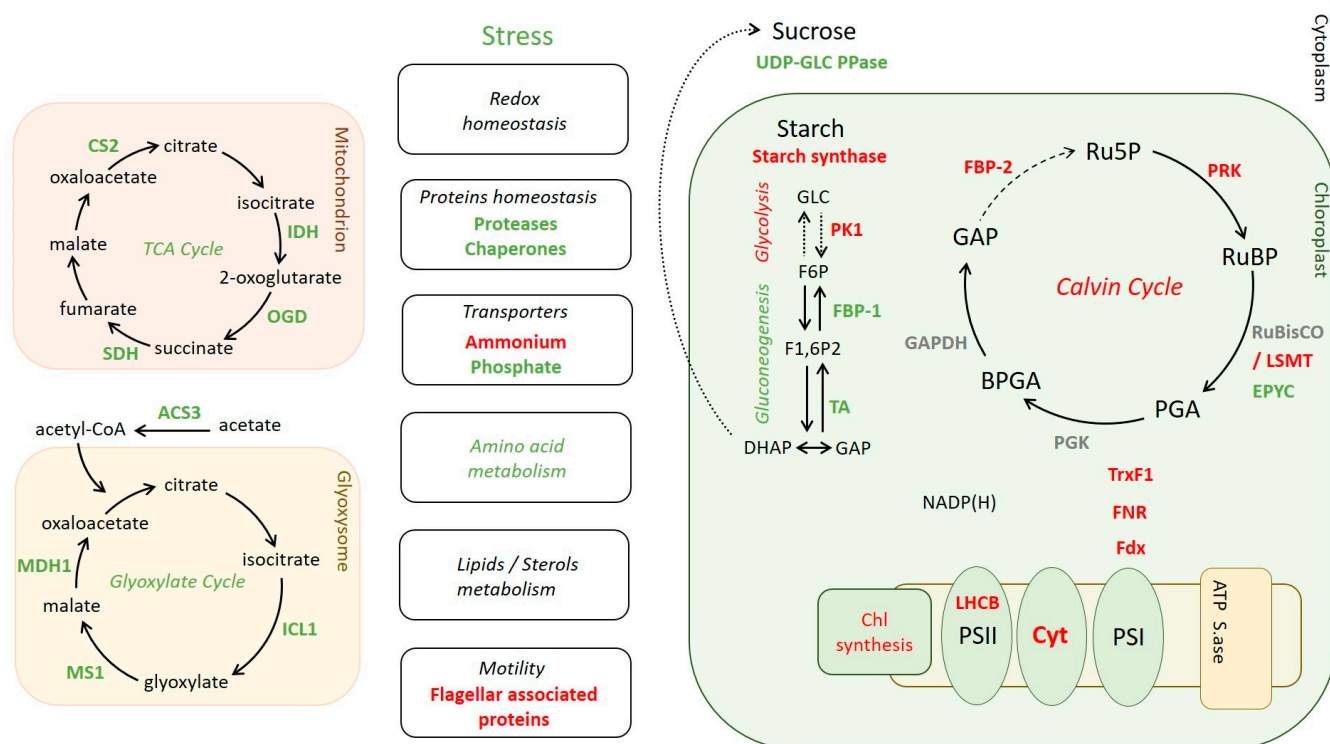 Stress
Redox
homeostasis
Proteins homeostasis
Proteases
Chaperones
Transporters
Ammonium
Phosphate
Amino acid
metabolism
Lipids / Sterols
metabolism
Motility
Flagellar associated
proteins
Mitochondrion
CS2
citrate
oxaloacetate
isocitrate
IDH
malate
TCA Cycle
2-oxoglutarate
fumarate
OGD
SDH
succinate
ACS3
acetyl-CoA
acetate
Glyoxysome
citrate
oxaloacetate
isocitrate
MDH1
Glyoxylate Cycle
malate
ICL1
MS1
glyoxylate
Cytoplasm
Sucrose
UDP-GLC PPase
Chloroplast
Starch
Starch synthase
Glycolysis
GLC
PK1
F6P
Gluconeogenesis
FBP-1
F1,6P2
TA
DHAP
GAP
FBP-2
Ru5P
PRK
GAP
RuBP
Calvin Cycle
GAPDH
RuBisCO
/ LSMT
EPYC
BPGA
PGA
PGK
TrxF1
NADP(H)
FNR
Fdx
Chl
synthesis
LHCB
PSII
Cyt
PSI
ATP S.ase